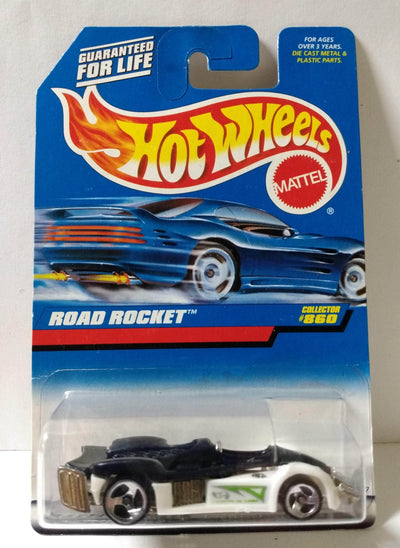 GUARANTEED
FOR LIFE
FOR AGES
OVER 3 YEARS.
DIE CAST METAL &
PLASTIC PARTS.
HOT WHEELS
MATTEL
®
ROAD ROCKET™
COLLECTOR
#860